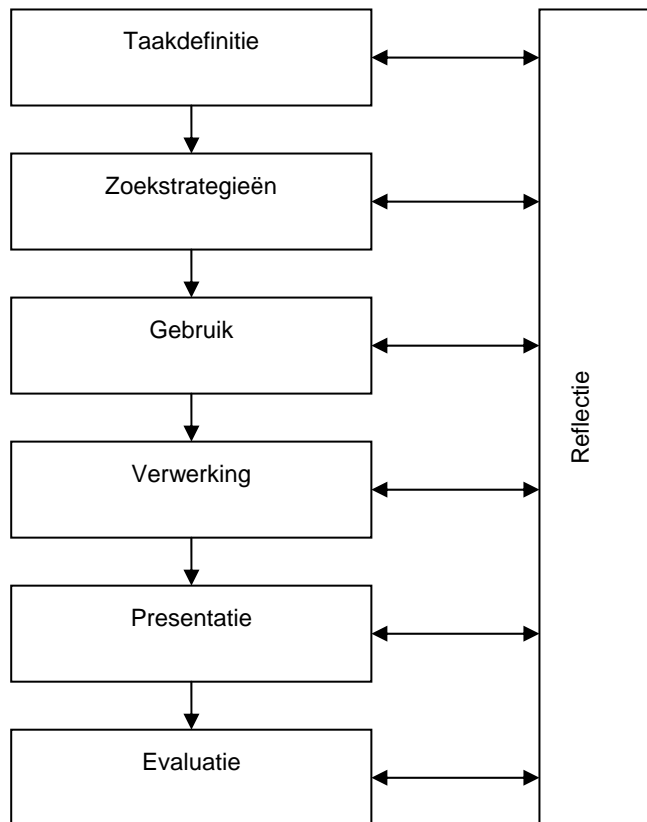 Taakdefinitie
Zoekstrategieën
Gebruik
Reflectie
Verwerking
Presentatie
Evaluatie